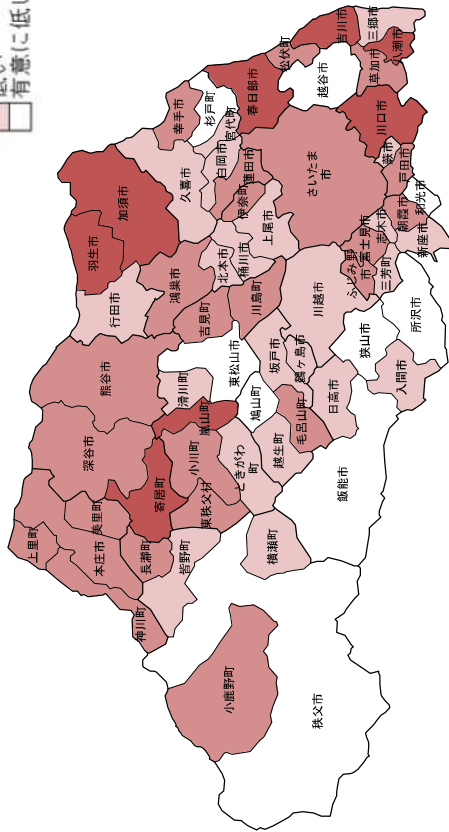 低い
有意に低い
吉川市
三郷市
八潮市
松伏町
草加市
越谷市
春日部市
川口市
杉戸町
宮代町
幸手市
白岡市
蓮田市
さいたま
市
蕨市
戸田市
和光市
久喜市
伊奈町
上尾市
朝霞市
志木市
新座市
加須市
桶川市
北本市
富士見市
ふじみ野
市
三芳町
羽生市
鴻巣市
川島町
川越市
所沢市
行田市
吉見町
狭山市
東松山市
坂戸市
鶴ヶ島市
入間市
熊谷市
滑川町
鳩山町
日高市
嵐山町
毛呂山町
深谷市
小川町
ときがわ
町
越生町
飯能市
寄居町
東秩父村
美里町
上里町
本庄市
長瀞町
皆野町
横瀬町
神川町
小鹿野町
秩父市